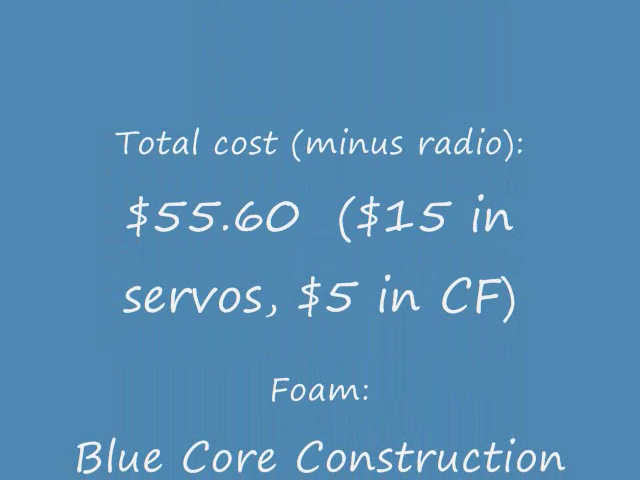 Total cost (minus radio):
$55.60 ($15 in
servos, $5 in CF)
Foam:
Blue Core Construction